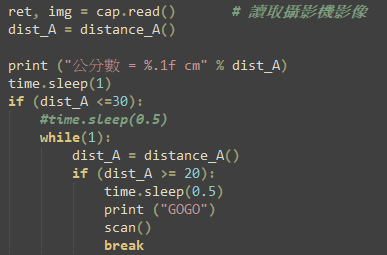 ret, img = cap.read()      # 讀取攝影機影像
dist_A = distance_A()

print ("公分數 = %.1f cm" % dist_A)
time.sleep(1)
if (dist_A <=30):
    #time.sleep(0.5)
    while(1):
        dist_A = distance_A()
        if (dist_A >= 20):
            time.sleep(0.5)
            print ("GOGO")
            scan()
            break